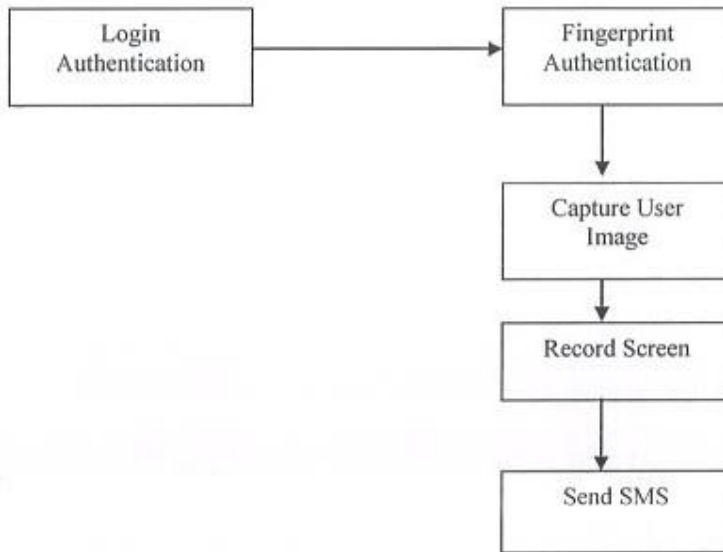 Login
Authentication
Fingerprint
Authentication
Capture User
Image
Record Screen
Send SMS